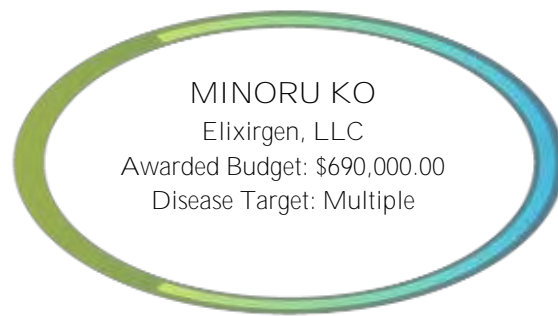 MINORU KO
Elixirgen, LLC
Awarded Budget: $690,000.00
Disease Target: Multiple